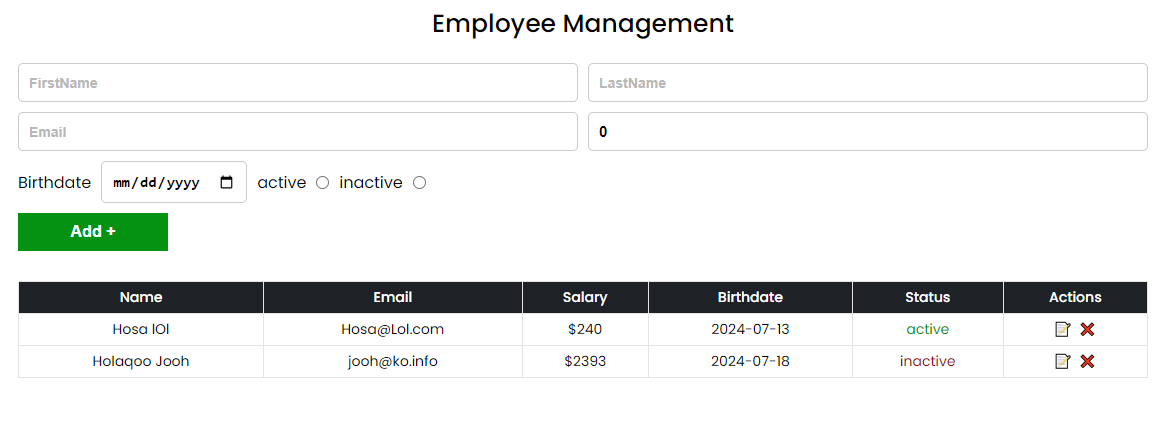 Employee Management
FirstName LastName
Email 0
Birthdate mm/dd/yyyy active inactive
Add +
Name Email Salary Birthdate Status Actions
Hosa lOl Hosa@Lol.com $240 2024-07-13 active
Holaqoo Jooh jooh@ko.info $2393 2024-07-18 inactive